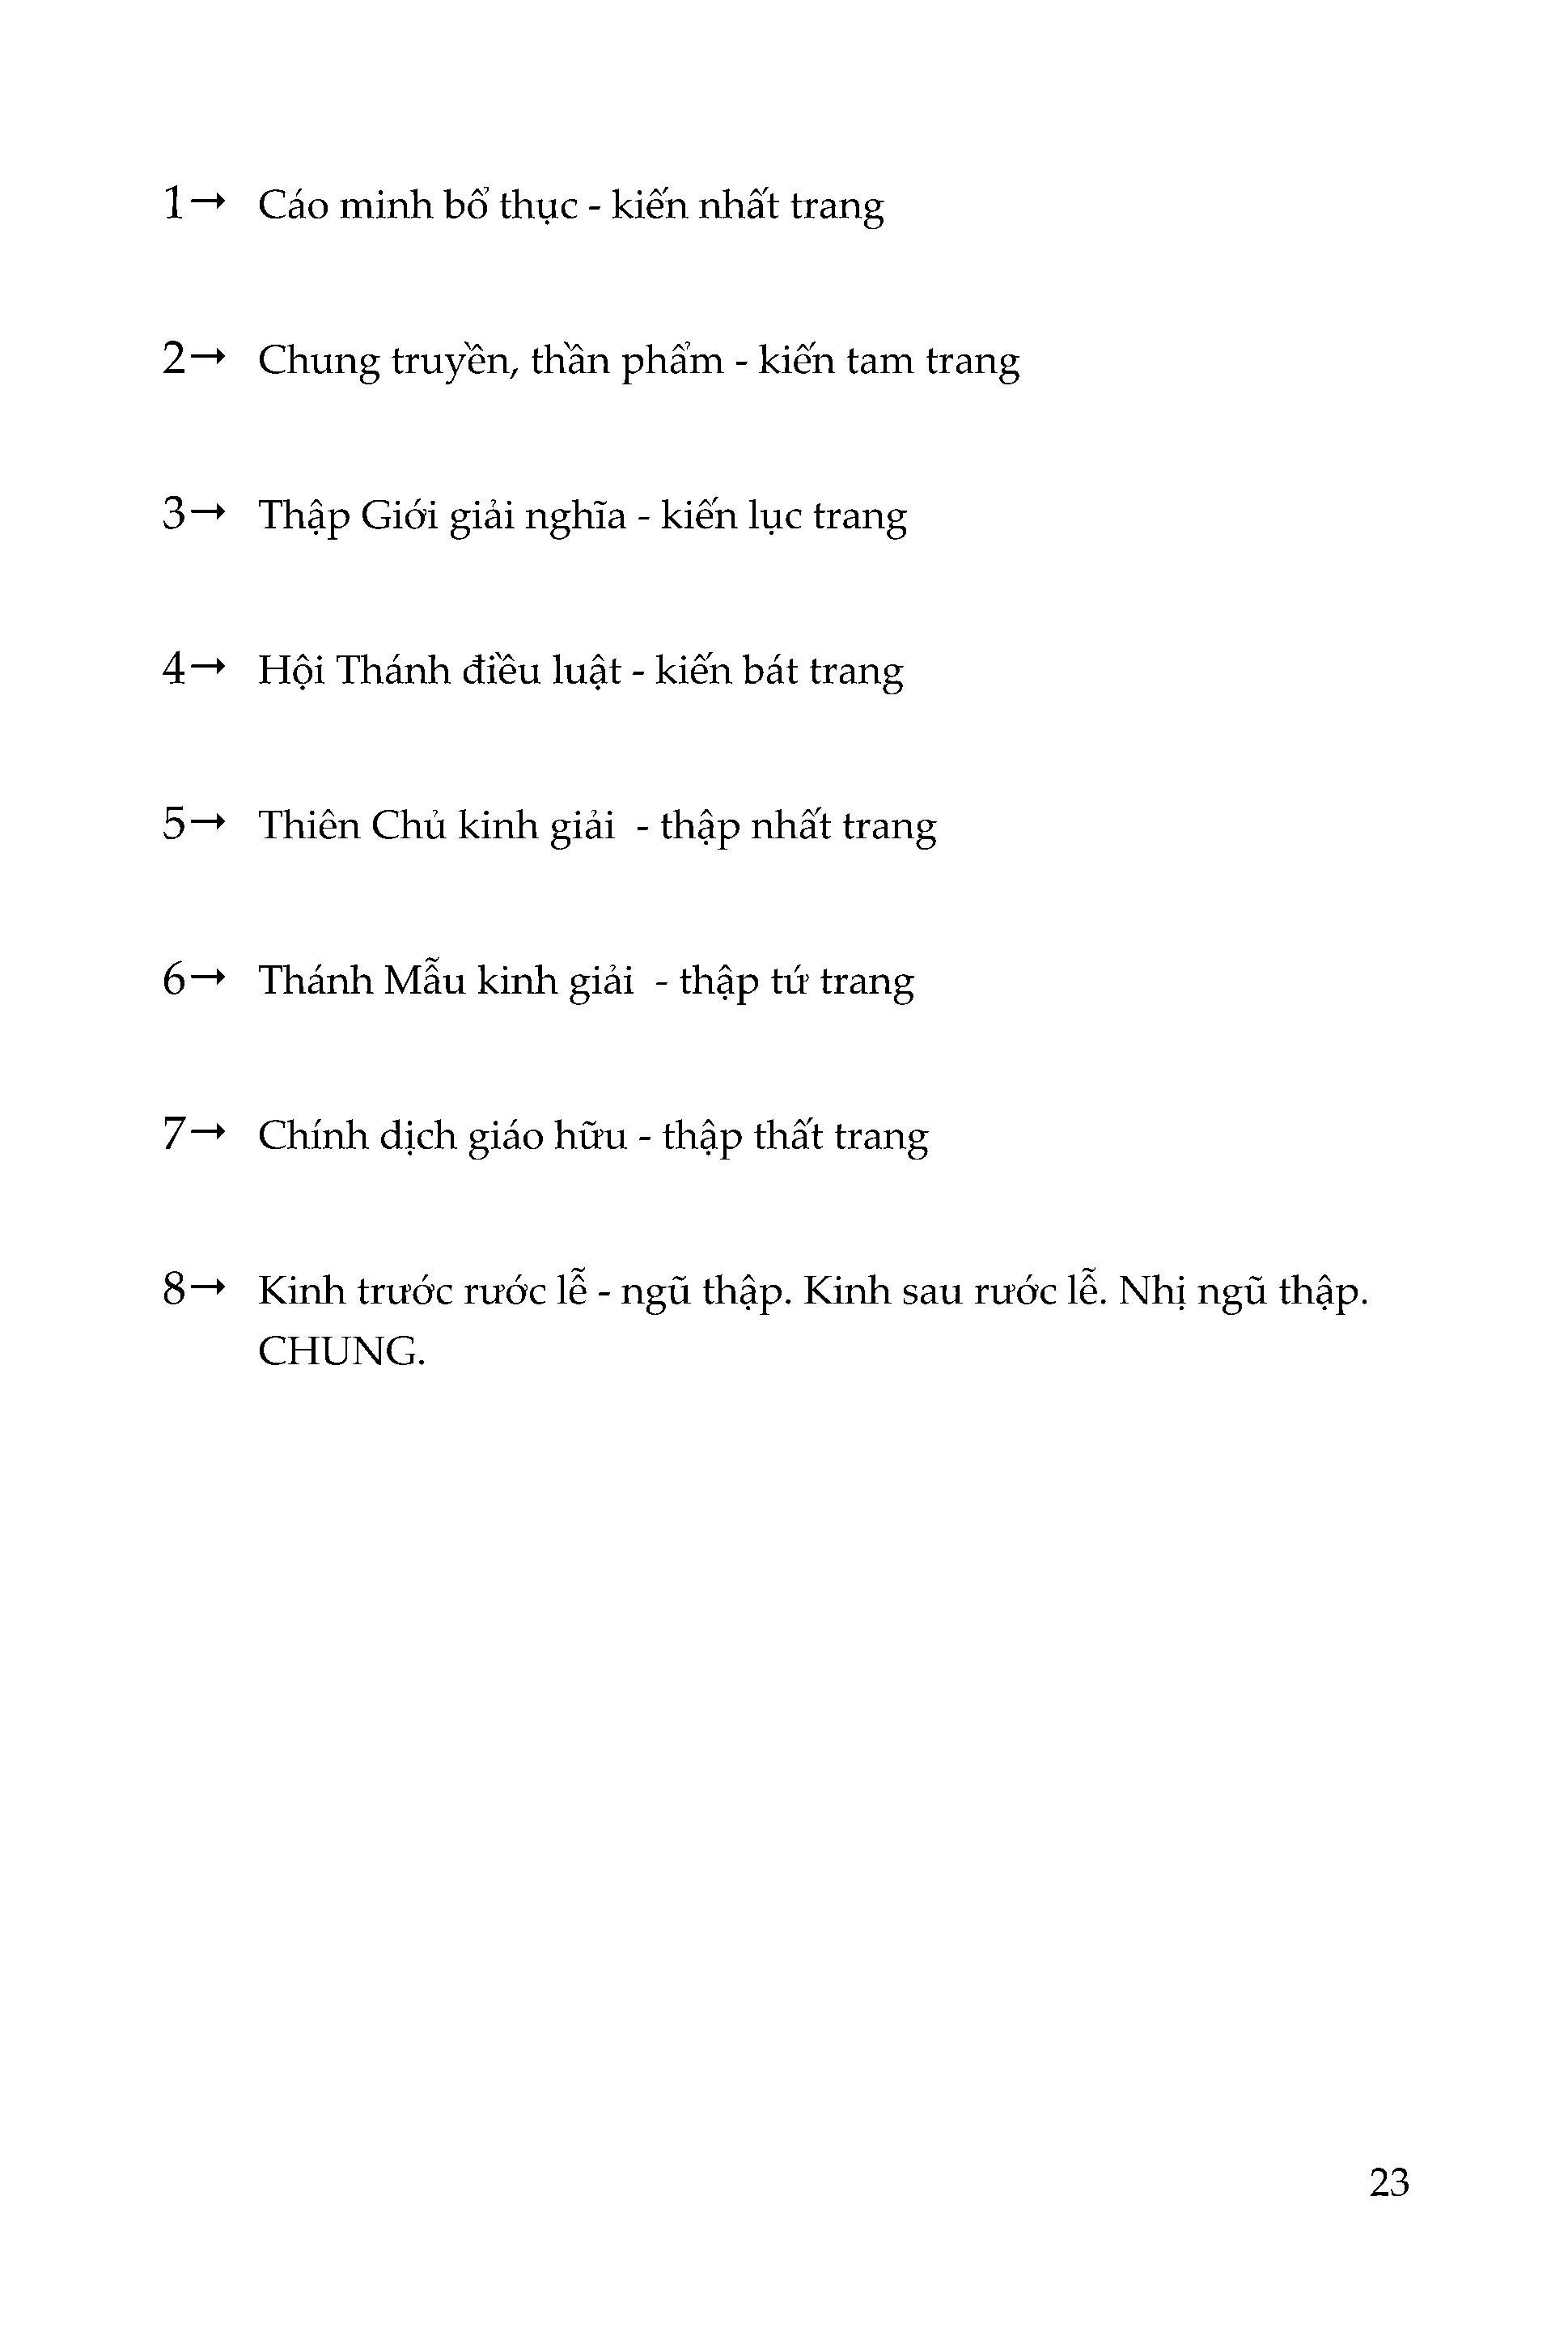 1→ Cáo minh bổ thục - kiến nhất trang
2→ Chung truyền, thần phẩm - kiến tam trang
3→ Thập Giới giải nghĩa - kiến lục trang
4→ Hội Thánh điều luật - kiến bát trang
5→ Thiên Chủ kinh giải - thập nhất trang
6→ Thánh Mẫu kinh giải - thập tứ trang
7→ Chính dịch giáo hữu - thập thất trang
8→ Kinh trước rước lễ - ngũ thập. Kinh sau rước lễ. Nhị ngũ thập.
CHUNG.
23